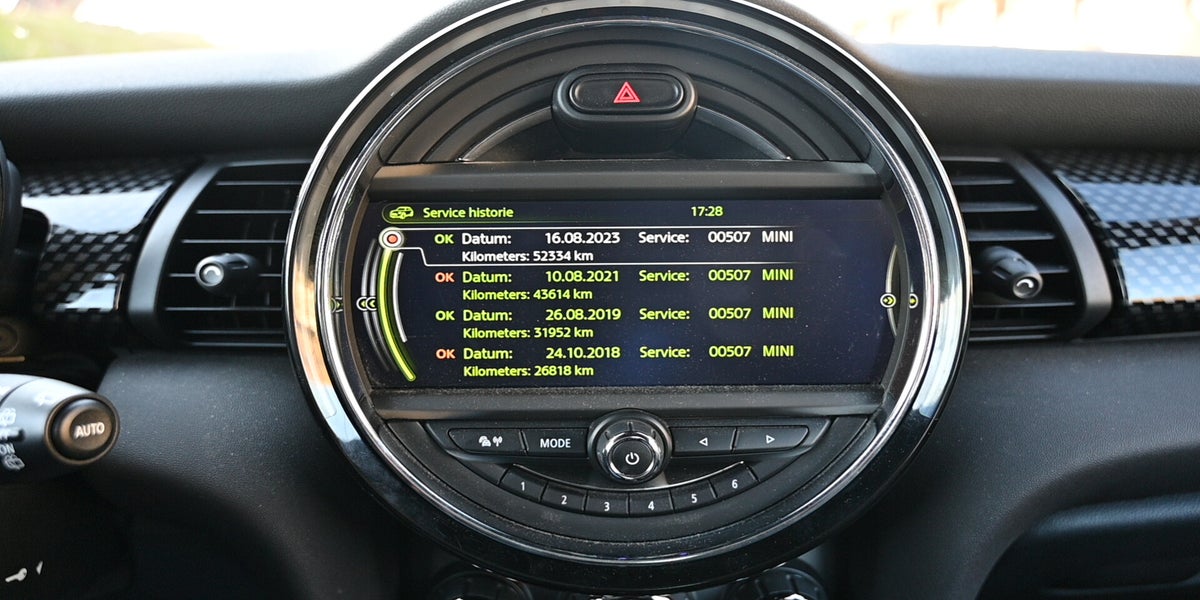 Service historie 17:28
OK Datum: 16.08.2023 Service: 00507 MINI
Kilometers: 52334 km
OK Datum: 10.08.2021 Service: 00507 MINI
Kilometers: 43614 km
OK Datum: 26.08.2019 Service: 00507 MINI
Kilometers: 31952 km
OK Datum: 24.10.2018 Service: 00507 MINI
Kilometers: 26818 km
AUTO
ON
MODE
1 2 3 4 5 6